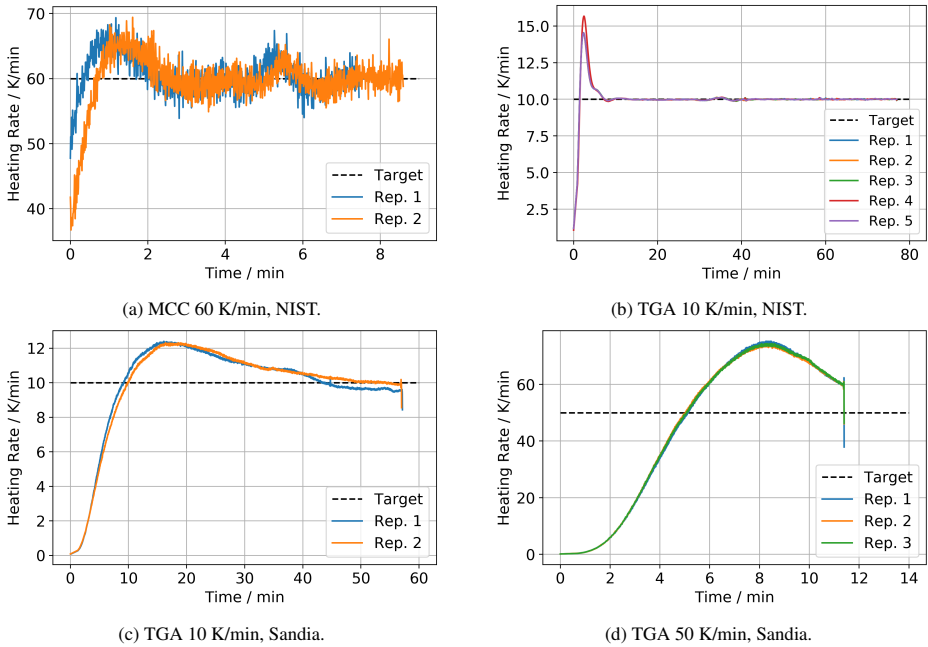 70
60
50
40
Heating Rate / K/min
0
2
4
6
8
Time / min
Target
Rep. 1
Rep. 2
(a) MCC 60 K/min, NIST.
15.0
12.5
10.0
7.5
5.0
2.5
Heating Rate / K/min
0
20
40
60
80
Time / min
Target
Rep. 1
Rep. 2
Rep. 3
Rep. 4
Rep. 5
(b) TGA 10 K/min, NIST.
12
10
8
6
4
2
0
Heating Rate / K/min
0
10
20
30
40
50
60
Time / min
Target
Rep. 1
Rep. 2
(c) TGA 10 K/min, Sandia.
60
40
20
0
Heating Rate / K/min
0
2
4
6
8
10
12
14
Time / min
Target
Rep. 1
Rep. 2
Rep. 3
(d) TGA 50 K/min, Sandia.